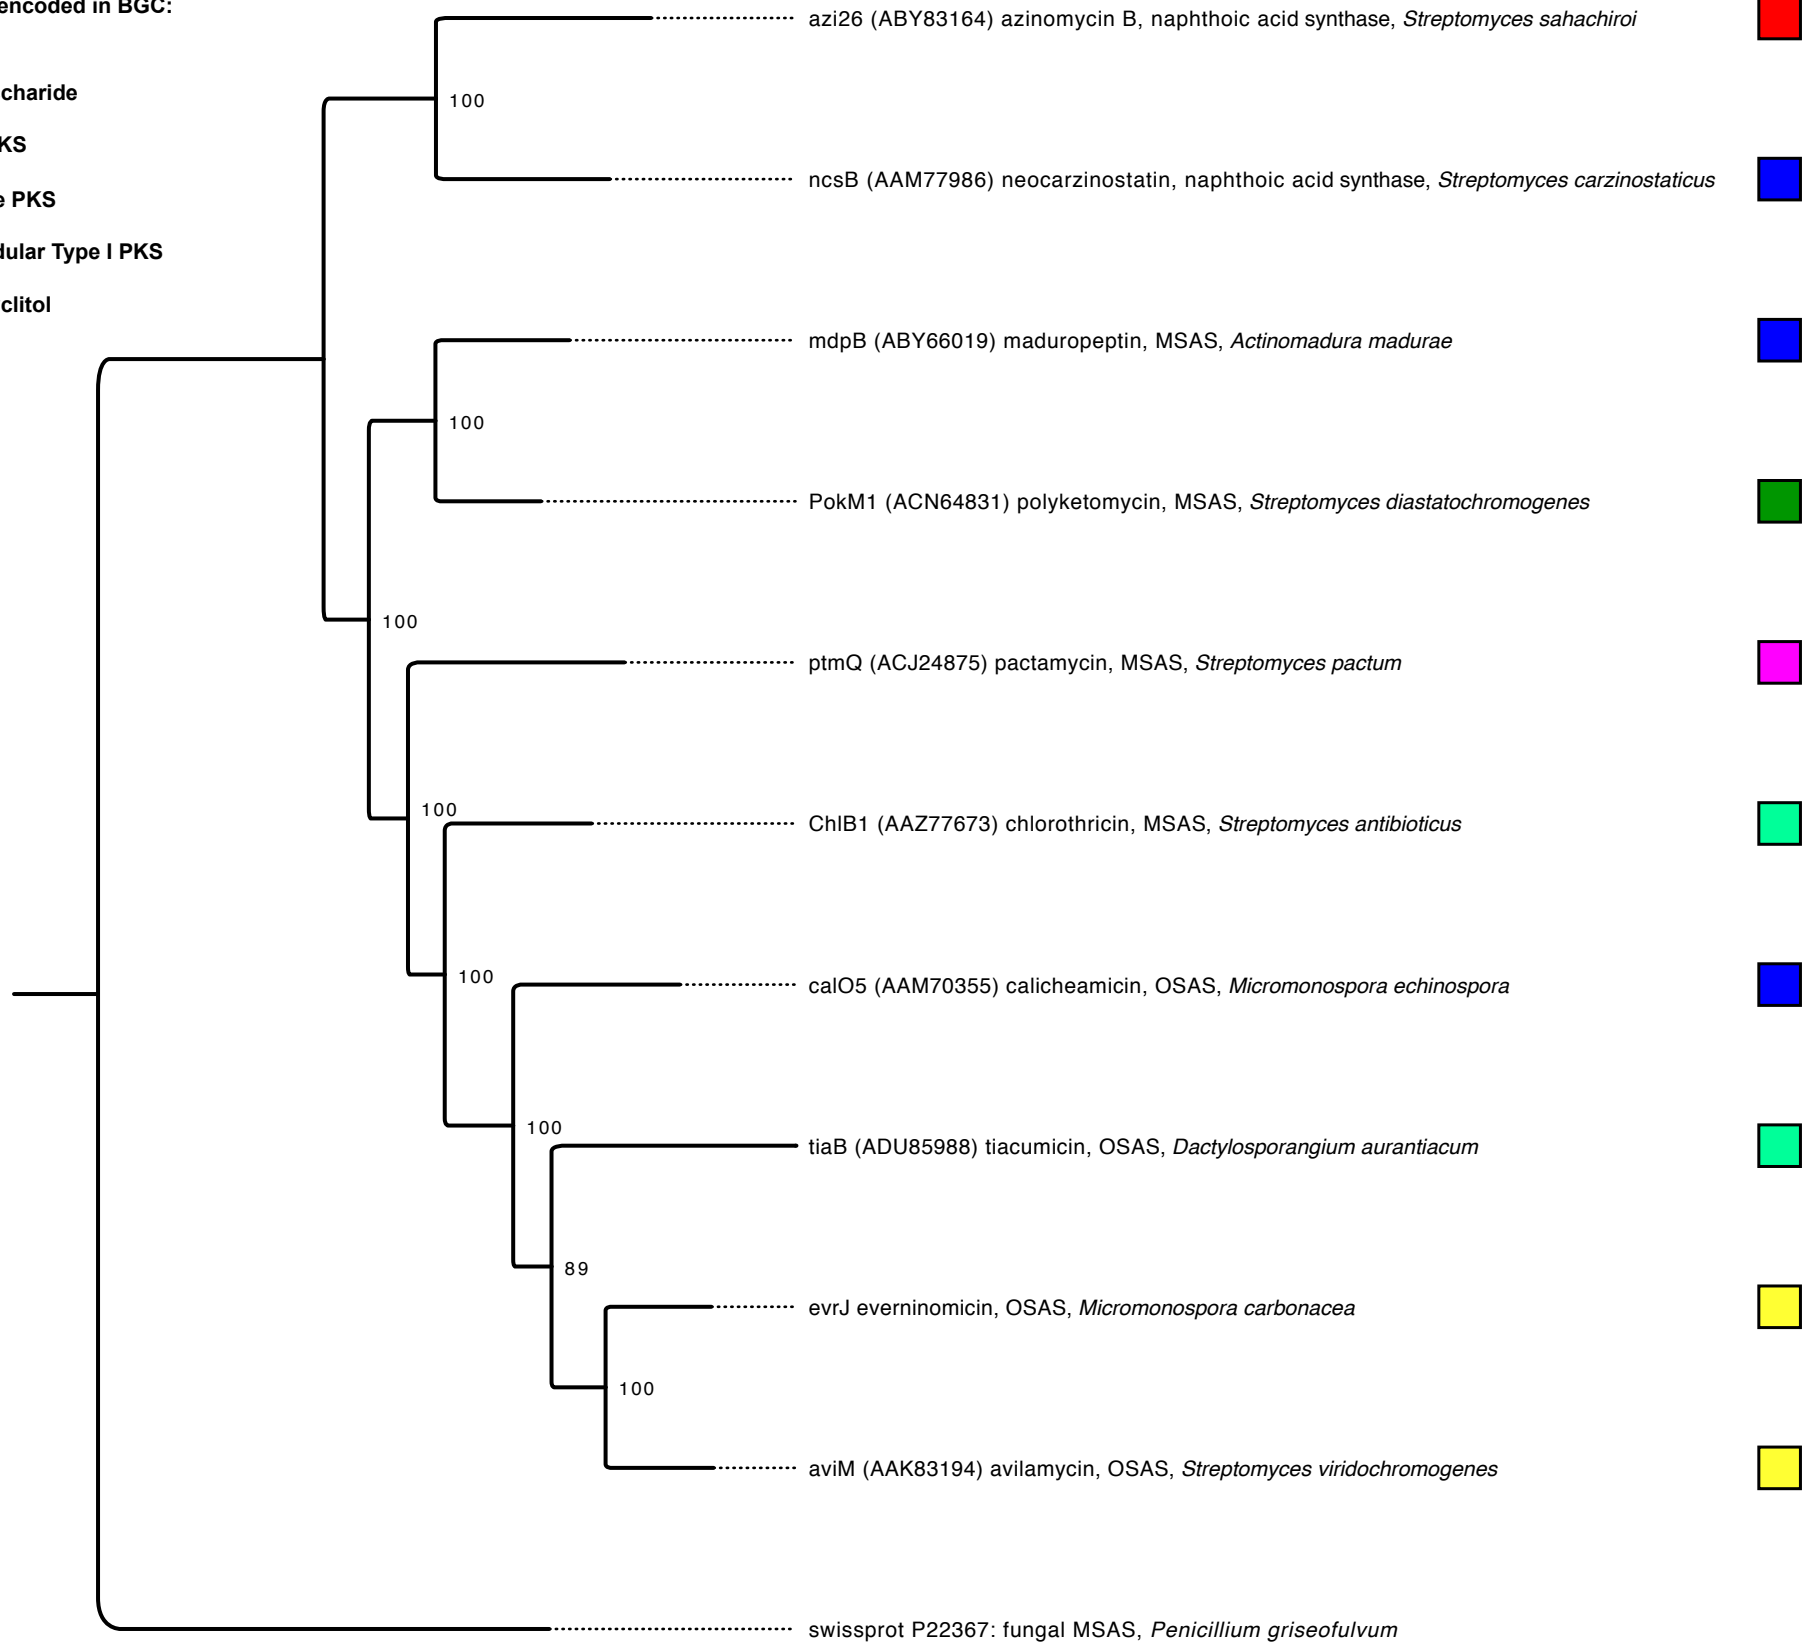 encoded in BGC:
charide
KS
e PKS
dular Type I PKS
clitol
azi26 (ABY83164) azinomycin B, naphthoic acid synthase, Streptomyces sahachiroi
100
ncsB (AAM77986) neocarzinostatin, naphthoic acid synthase, Streptomyces carzinostaticus
mdpB (ABY66019) maduropeptin, MSAS, Actinomadura madurae
100
PokM1 (ACN64831) polyketomycin, MSAS, Streptomyces diastatochromogenes
100
ptmQ (ACJ24875) pactamycin, MSAS, Streptomyces pactum
100
ChlB1 (AAZ77673) chlorothricin, MSAS, Streptomyces antibioticus
100
calO5 (AAM70355) calicheamicin, OSAS, Micromonospora echinospora
100
tiaB (ADU85988) tiacumicin, OSAS, Dactylosporangium aurantiacum
89
evrJ everninomicin, OSAS, Micromonospora carbonacea
100
aviM (AAK83194) avilamycin, OSAS, Streptomyces viridochromogenes
swissprot P22367: fungal MSAS, Penicillium griseofulvum